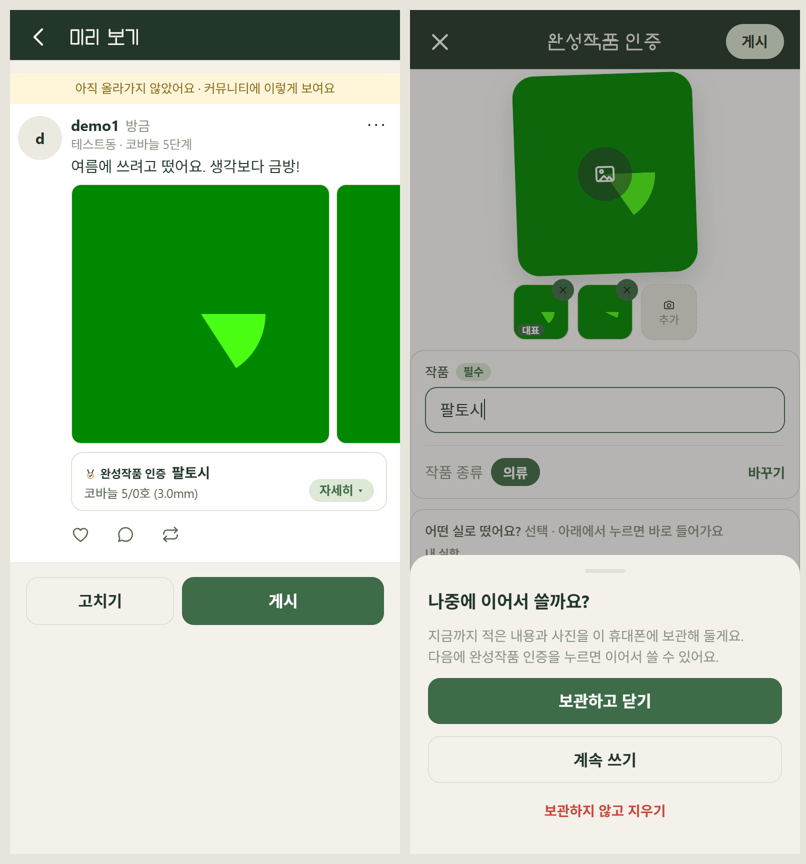 미리 보기
아직 올라가지 않았어요 · 커뮤니티에 이렇게 보여요
d
demo1 방금
테스트동 · 코바늘 5단계
여름에 쓰려고 떴어요. 생각보다 금방!
완성작품 인증 팔토시
코바늘 5/0호 (3.0mm)
자세히
고치기
게시
완성작품 인증
게시
대표
추가
작품 필수
팔토시
작품 종류 의류
바꾸기
어떤 실로 떴어요? 선택 · 아래에서 누르면 바로 들어가요
나중에 이어서 쓸까요?
지금까지 적은 내용과 사진을 이 휴대폰에 보관해 둘게요.
다음에 완성작품 인증을 누르면 이어서 쓸 수 있어요.
보관하고 닫기
계속 쓰기
보관하지 않고 지우기